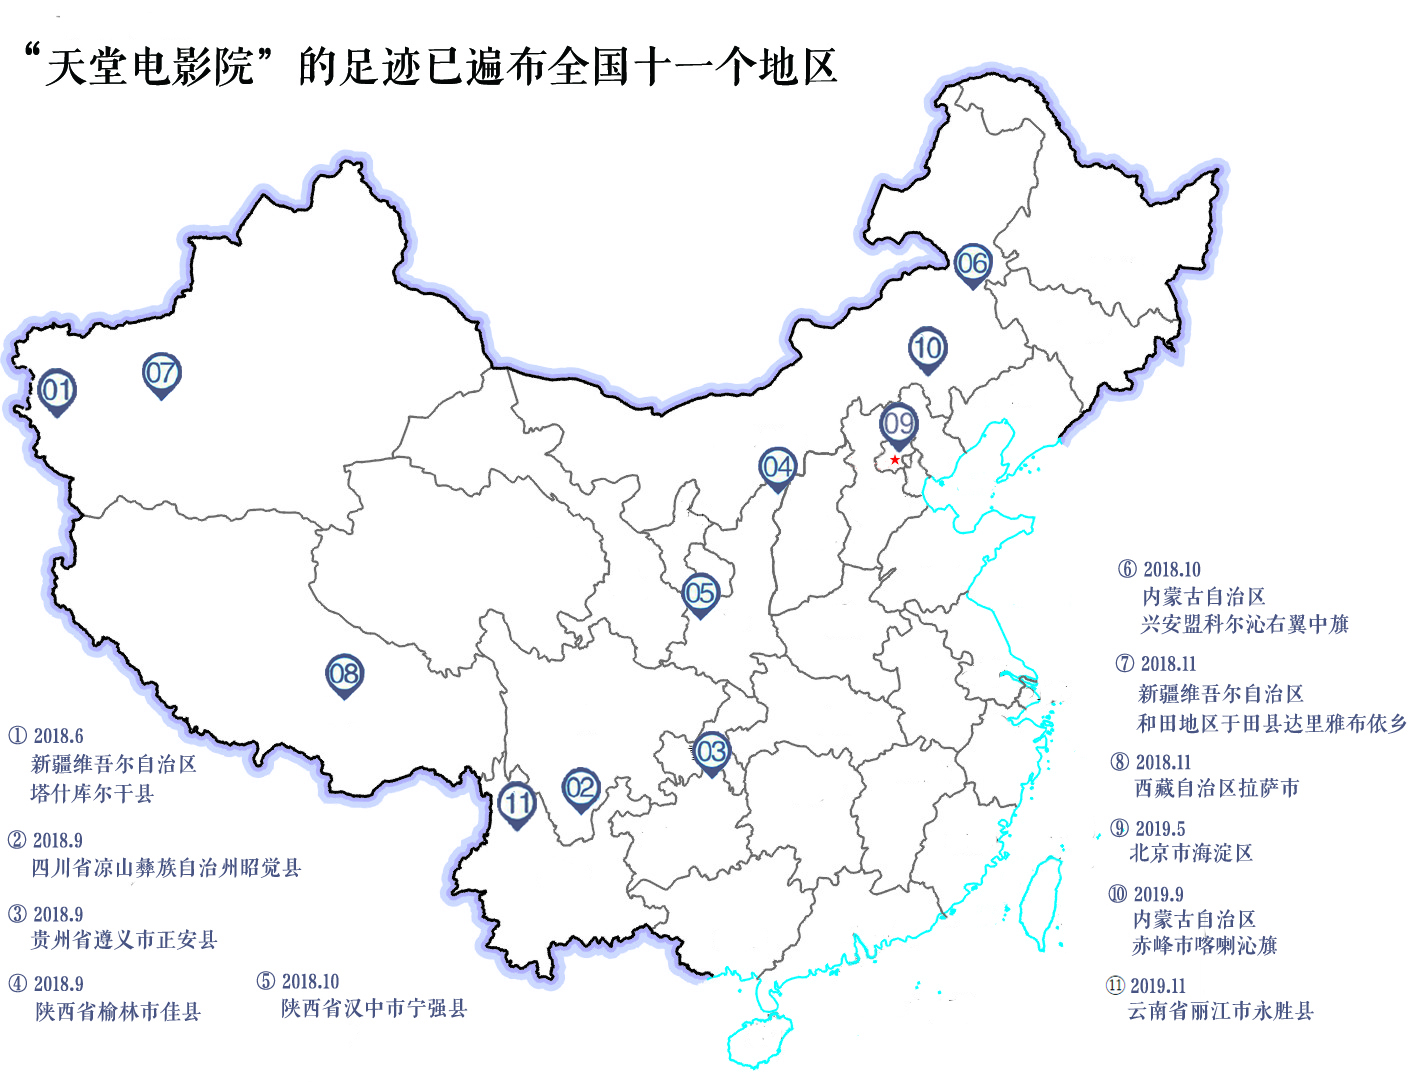 “天堂电影院”的足迹已遍布全国十一个地区
06
10
01
07
09
04
05
08
03
02
11
① 2018.6
新疆维吾尔自治区
塔什库尔干县
② 2018.9
四川省凉山彝族自治州昭觉县
③ 2018.9
贵州省遵义市正安县
④ 2018.9
陕西省榆林市佳县
⑤ 2018.10
陕西省汉中市宁强县
⑥ 2018.10
内蒙古自治区
兴安盟科尔沁右翼中旗
⑦ 2018.11
新疆维吾尔自治区
和田地区于田县达里雅布依乡
⑧ 2018.11
西藏自治区拉萨市
⑨ 2019.5
北京市海淀区
⑩ 2019.9
内蒙古自治区
赤峰市喀喇沁旗
⑪ 2019.11
云南省丽江市永胜县